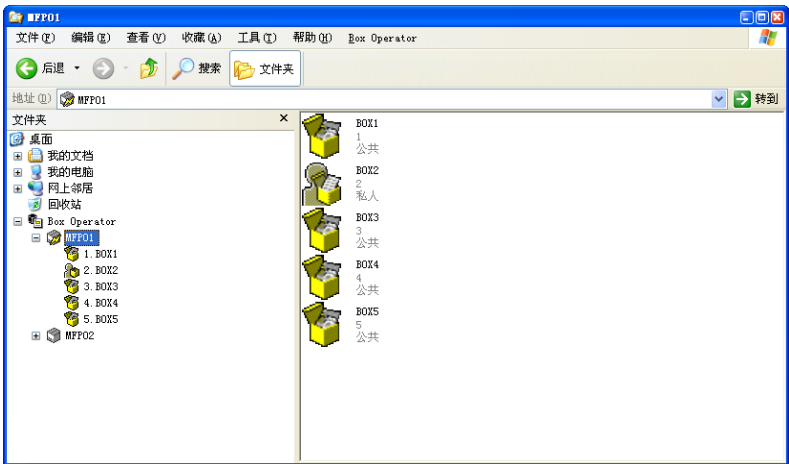 MFP01
文件(F) 编辑(E) 查看(V) 收藏(A) 工具(T) 帮助(H) Box Operator
后退 搜索 文件夹
地址(D) MFP01 转到
文件夹
桌面
我的文档
我的电脑
网上邻居
回收站
Box Operator
MFP01
1. BOX1
2. BOX2
3. BOX3
4. BOX4
5. BOX5
MFP02
BOX1
1
公共
BOX2
2
私人
BOX3
3
公共
BOX4
4
公共
BOX5
5
公共